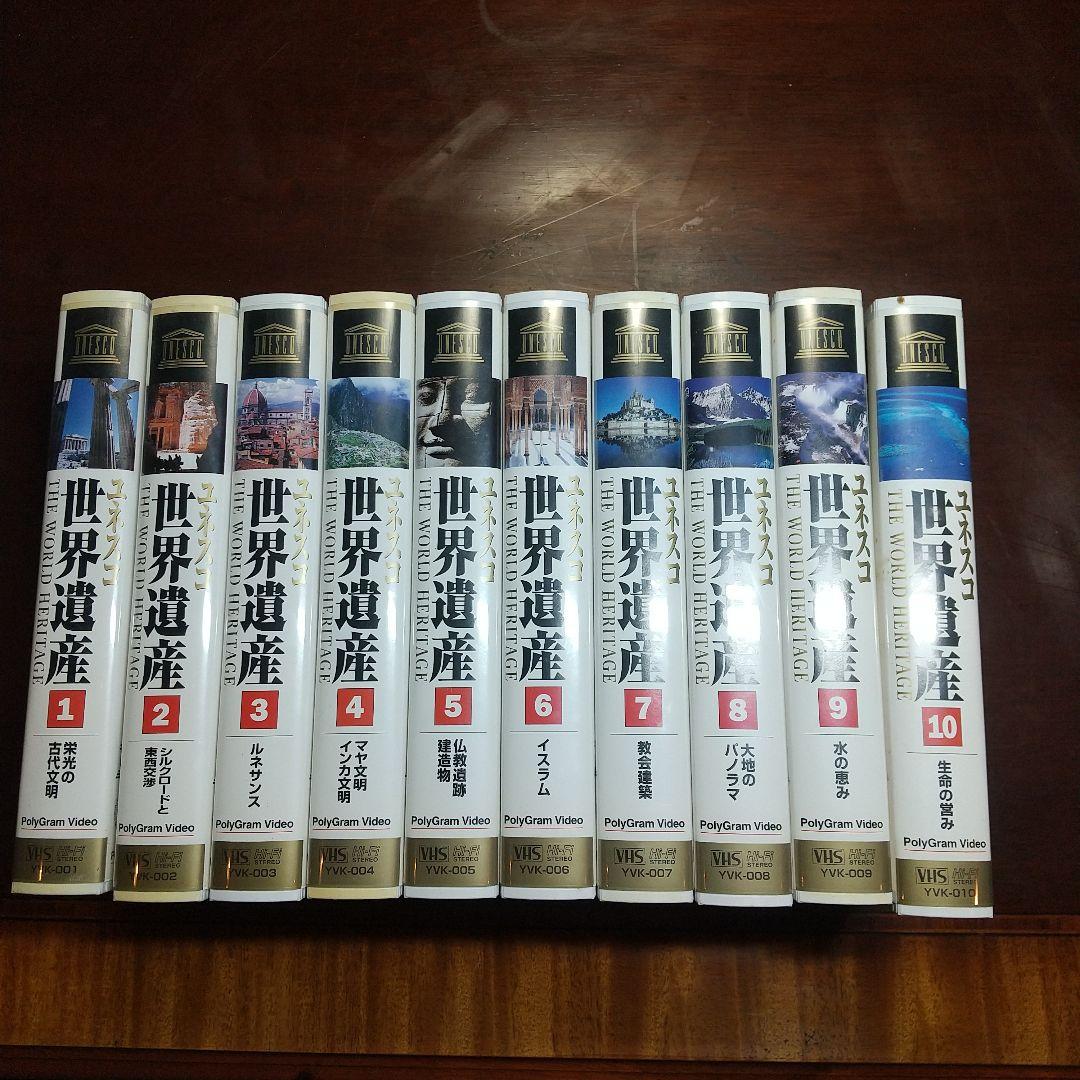 UNESCO
ユネスコ
世界遺産
THE WORLD HERITAGE
1
栄光の
古代文明
PolyGram Video
VHS Hi-Fi STEREO
YVK-001
UNESCO
ユネスコ
世界遺産
THE WORLD HERITAGE
2
シルクロードと
東西交渉
PolyGram Video
VHS Hi-Fi STEREO
YVK-002
UNESCO
ユネスコ
世界遺産
THE WORLD HERITAGE
3
ルネサンス
PolyGram Video
VHS Hi-Fi STEREO
YVK-003
UNESCO
ユネスコ
世界遺産
THE WORLD HERITAGE
4
マヤ文明
インカ文明
PolyGram Video
VHS Hi-Fi STEREO
YVK-004
UNESCO
ユネスコ
世界遺産
THE WORLD HERITAGE
5
仏教遺跡
建造物
PolyGram Video
VHS Hi-Fi STEREO
YVK-005
UNESCO
ユネスコ
世界遺産
THE WORLD HERITAGE
6
イスラム
PolyGram Video
VHS Hi-Fi STEREO
YVK-006
UNESCO
ユネスコ
世界遺産
THE WORLD HERITAGE
7
教会建築
PolyGram Video
VHS Hi-Fi STEREO
YVK-007
UNESCO
ユネスコ
世界遺産
THE WORLD HERITAGE
8
大地の
パノラマ
PolyGram Video
VHS Hi-Fi STEREO
YVK-008
UNESCO
ユネスコ
世界遺産
THE WORLD HERITAGE
9
水の恵み
PolyGram Video
VHS Hi-Fi STEREO
YVK-009
UNESCO
ユネスコ
世界遺産
THE WORLD HERITAGE
10
生命の営み
PolyGram Video
VHS Hi-Fi STEREO
YVK-010